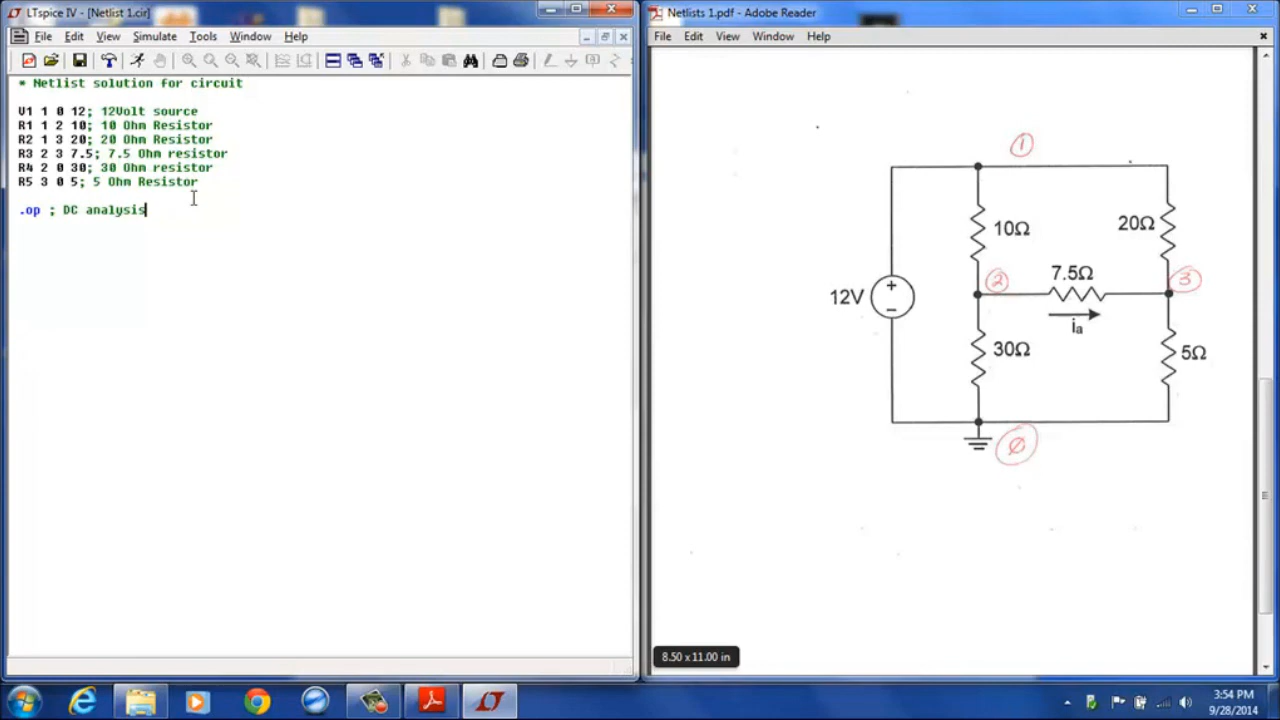 LTspice IV - [Netlist 1.cir]
File Edit View Simulate Tools Window Help
* Netlist solution for circuit
V1 1 0 12; 12Volt source
R1 1 2 10; 10 Ohm Resistor
R2 1 3 20; 20 Ohm Resistor
R3 2 3 7.5; 7.5 Ohm resistor
R4 2 0 30; 30 Ohm resistor
R5 3 0 5; 5 Ohm Resistor
.op ; DC analysis
Netlists 1.pdf - Adobe Reader
File Edit View Window Help
1
10Ω
20Ω
2
7.5Ω
3
12V
ia
30Ω
5Ω
0
8.50 x 11.00 in
3:54 PM
9/28/2014